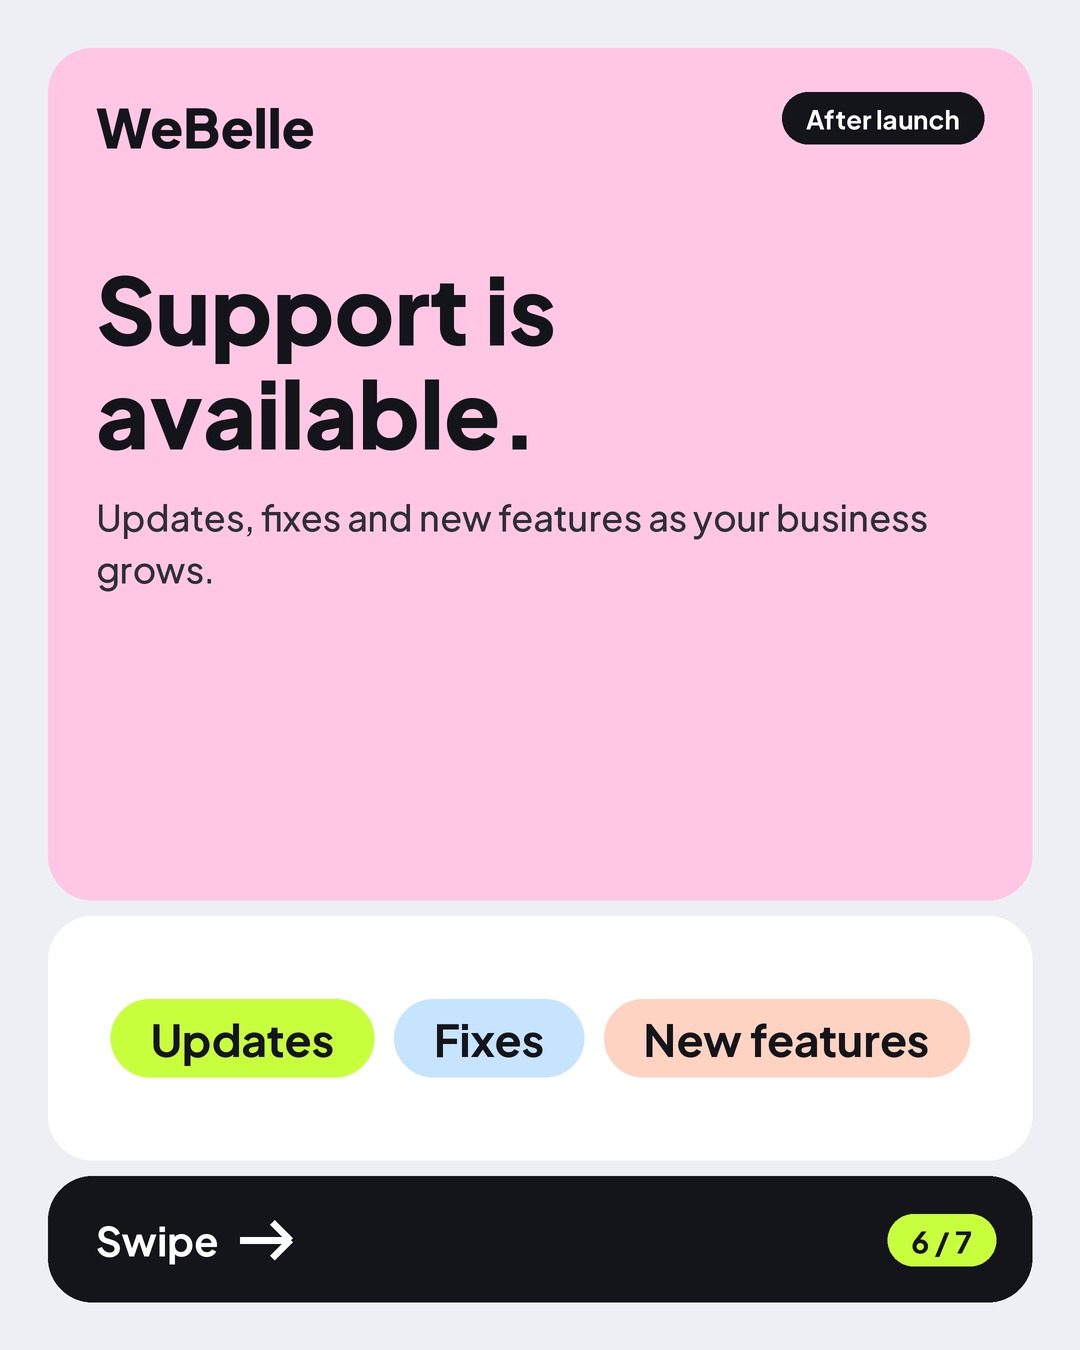 WeBelle
After launch
Support is
available.
Updates, fixes and new features as your business
grows.
Updates
Fixes
New features
Swipe
6 / 7